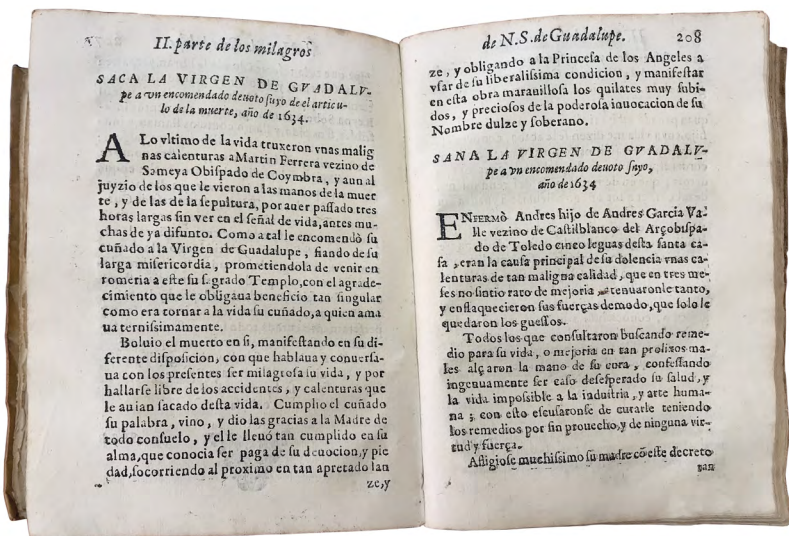 II. parte de los milagros
SACA LA VIRGEN DE GVADALV-
pe a vn encomendado deuoto suyo de el articu-
lo de la muerte, año de 1634.
A Lo vltimo de la vida truxeron vnas malig
nas calenturas a Martin Ferrera vezino de
Someya Obispado de Coymbra, y aun al
juyzio de los que le vieron a las manos de la muer
te, y de las de la sepultura, por auer passado tres
horas largas sin ver en el señal de vida, antes mu-
chas de ya difunto. Como a tal le encomendò su
cuñado a la Virgen de Guadalupe, fiando de su
larga misericordia, prometiendola de venir en
romeria a este su sagrado Templo, con el agrade-
cimiento que le obligaua beneficio tan singular
como era tornar a la vida su cuñado, a quien ama
ua ternissimamente.
Boluio el muerto en si, manifestando en su di-
ferente disposicion, con que hablaua y conuersa-
ua con los presentes ser milagrosa su vida, y por
hallarse libre de los accidentes, y calenturas que
le auian sacado desta vida. Cumplio el cuñado
su palabra, vino, y dio las gracias a la Madre de
todo consuelo, y el le lleuó tan cumplido en su
alma, que conocia ser paga de su deuocion, y pie
dad, socorriendo al proximo en tan apretado lan
ze, y
de N.S. de Guadalupe. 208
ze, y obligando a la Princesa de los Angeles a
vsar de su liberalissima condicion, y manifestar
en esta obra marauillosa los quilates muy subi-
dos, y preciosos de la poderosa inuocacion de su
Nombre dulze y soberano.
SANA LA VIRGEN DE GVADALV-
pe a vn encomendado deuoto suyo,
año de 1634
ENFERMÒ Andres hijo de Andres Garcia Va-
lle vezino de Castilblanco del Arçobispa-
do de Toledo cinco leguas desta santa ca-
sa, eran la causa principal de su dolencia vnas ca-
lenturas de tan maligna calidad, que en tres me-
ses no sintio rato de mejoria, atenuaronle tanto,
y enflaquecieron sus fuerças demodo, que solo le
quedaron los guessos.
Todos los que consultaron buscando reme-
dio para su vida, o mejoria en tan prolixos ma-
les alçaron la mano de su cura, confessando
ingenuamente ser caso desesperado su salud, y
la vida impossible a la industria, y arte huma-
na; con esto escusaronse de curarle teniendo
los remedios por sin prouecho, y de ninguna vir-
tud y fuerça.
Afligiose muchissimo su madre cõ este decreto